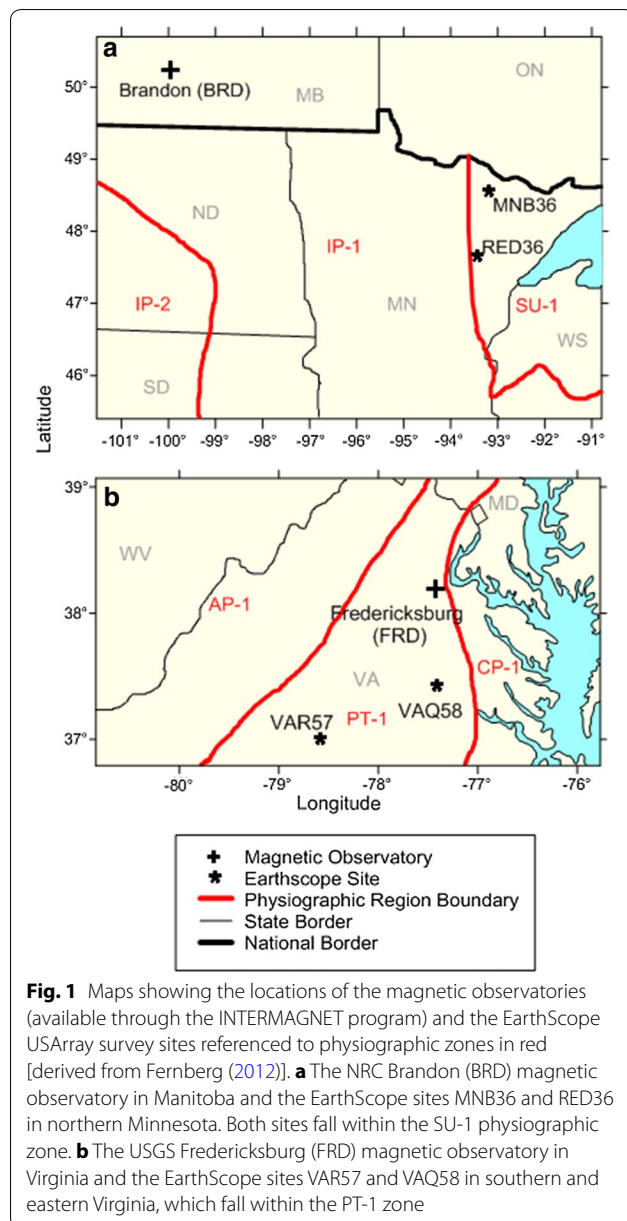 a
50°
49°
48°
47°
46°
Latitude
Brandon (BRD)
MB
ON
MNB36
ND
IP-1
RED36
IP-2
MN
SU-1
WS
SD
-101° -100° -99° -98° -97° -96° -95° -94° -93° -92° -91°
b
39°
38°
37°
MD
WV
AP-1
Fredericksburg
(FRD)
VA
CP-1
VAR57
PT-1
VAQ58
-80° -79° -78° -77° -76°
Longitude
Magnetic Observatory
Earthscope Site
Physiographic Region Boundary
State Border
National Border
Fig. 1 Maps showing the locations of the magnetic observatories
(available through the INTERMAGNET program) and the EarthScope
USArray survey sites referenced to physiographic zones in red
[derived from Fernberg (2012)]. a The NRC Brandon (BRD) magnetic
observatory in Manitoba and the EarthScope sites MNB36 and RED36
in northern Minnesota. Both sites fall within the SU-1 physiographic
zone. b The USGS Fredericksburg (FRD) magnetic observatory in
Virginia and the EarthScope sites VAR57 and VAQ58 in southern and
eastern Virginia, which fall within the PT-1 zone